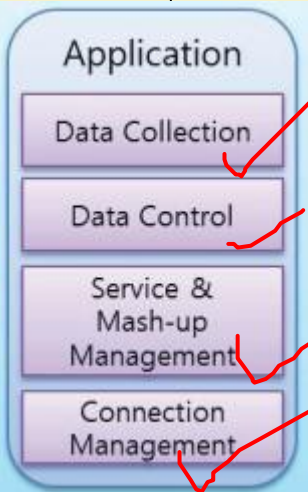 Application
Data Collection
Data Control
Service &
Mash-up
Management
Connection
Management